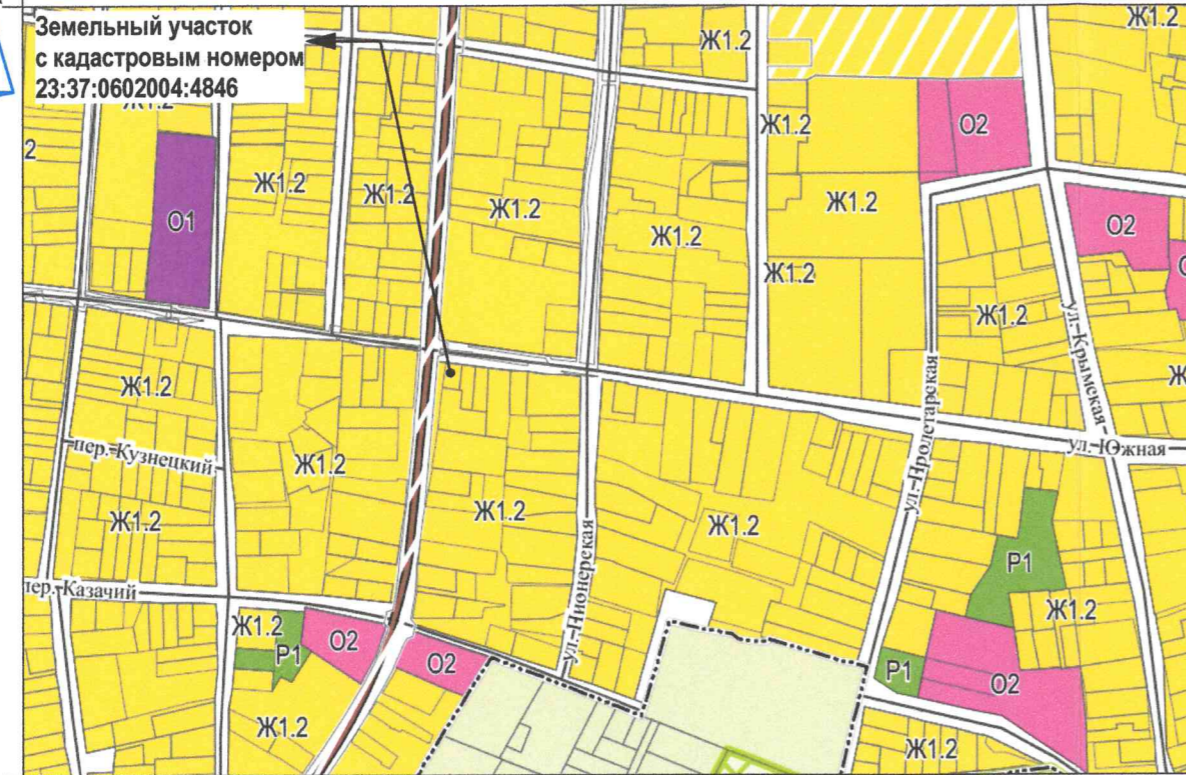 Земельный участок
с кадастровым номером
23:37:0602004:4846
Ж1.2
Ж1.2
Ж1.2
2
Ж1.2
О2
О1
Ж1.2
Ж1.2
Ж1.2
Ж1.2
Ж1.2
О2
Ж1.2
Ж1.2
ул. Крымская
Ж1.2
Ж
ул. Пролетарская
пер. Кузнецкий
Ж1.2
ул. Южная
Ж1.2
Ж1.2
Ж1.2
Р1
пер. Казачий
ул. Пионерская
Ж1.2
Ж1.2
Р1
О2
О2
Р1
О2
Ж1.2
Ж1.2